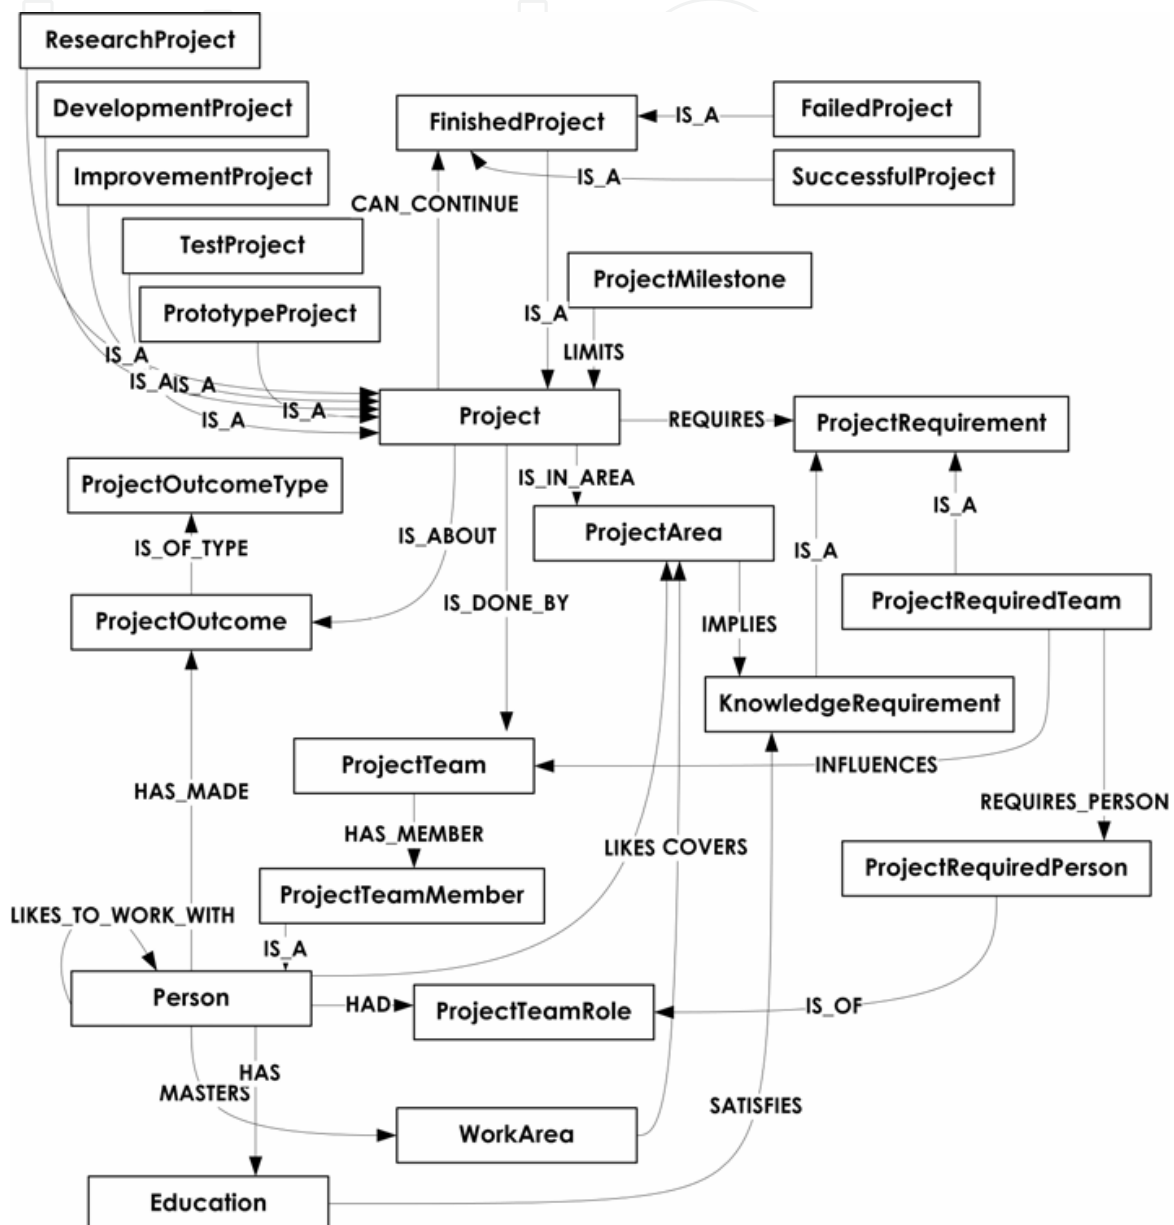 ResearchProject
DevelopmentProject
FinishedProject
IS_A
FailedProject
ImprovementProject
IS_A
SuccessfulProject
CAN_CONTINUE
TestProject
ProjectMilestone
PrototypeProject
IS_A
LIMITS
IS_A
IS_A
IS_A
IS_A
IS_A
Project
REQUIRES
ProjectRequirement
ProjectOutcomeType
IS_IN_AREA
IS_A
IS_ABOUT
ProjectArea
IS_OF_TYPE
IS_A
IS_DONE_BY
ProjectRequiredTeam
ProjectOutcome
IMPLIES
KnowledgeRequirement
ProjectTeam
INFLUENCES
HAS_MADE
REQUIRES_PERSON
HAS_MEMBER
LIKES
COVERS
ProjectRequiredPerson
ProjectTeamMember
LIKES_TO_WORK_WITH
IS_A
Person
HAD
ProjectTeamRole
IS_OF
HAS
MASTERS
SATISFIES
WorkArea
Education